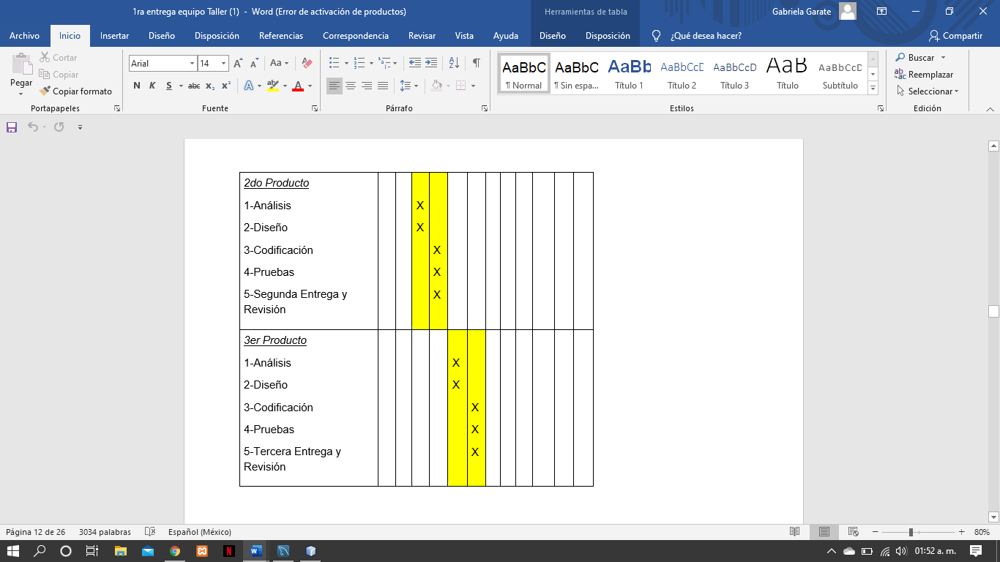 1ra entrega equipo Taller (1) - Word (Error de activación de productos)
Herramientas de tabla
Gabriela Garate
Archivo Inicio Insertar Diseño Disposición Referencias Correspondencia Revisar Vista Ayuda Diseño Disposición ¿Qué desea hacer? Compartir
Pegar
Cortar
Copiar
Copiar formato
Portapapeles
Arial 14
N K S abc x₂ x²
Fuente
Párrafo
AaBbC AaBbC AaBb AaBbCcD AaBbCcD AaB AaBbCcD
¶ Normal ¶ Sin espa... Título 1 Título 2 Título 3 Título Subtítulo
Estilos
Buscar
Reemplazar
Seleccionar
Edición
2do Producto
1-Análisis X
2-Diseño X
3-Codificación X
4-Pruebas X
5-Segunda Entrega y X
Revisión
3er Producto
1-Análisis X
2-Diseño X
3-Codificación X
4-Pruebas X
5-Tercera Entrega y X
Revisión
Página 12 de 26 3034 palabras Español (México) 80%
01:52 a. m.